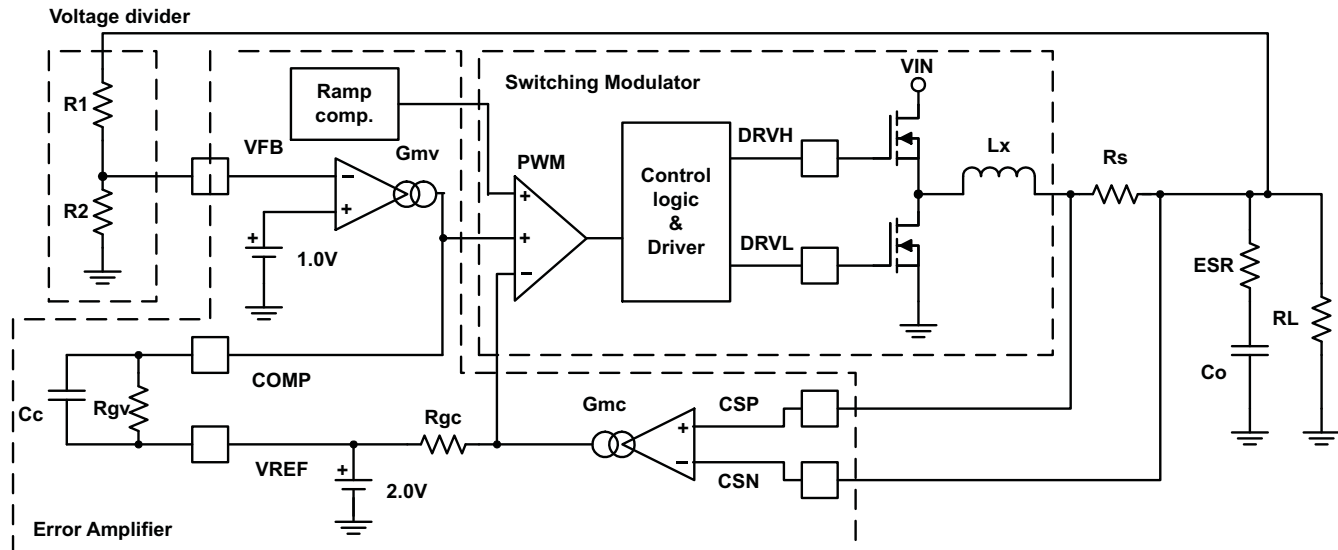 Voltage divider
R1
R2
VFB
Ramp
comp.
Gmv
−
+
+
1.0V
Switching Modulator
PWM
+
+
−
Control
logic
&
Driver
DRVH
DRVL
VIN
Lx
Rs
ESR
Co
RL
COMP
Cc
Rgv
VREF
Rgc
+
2.0V
Gmc
+
−
CSP
CSN
Error Amplifier